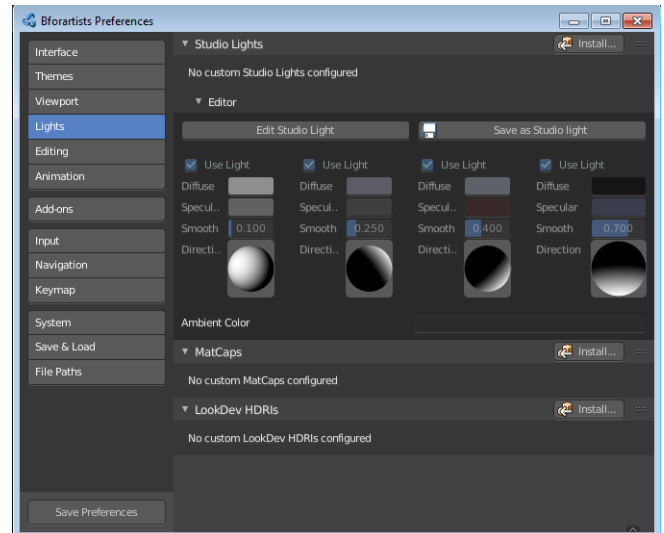 Bforartists Preferences
Interface
Themes
Viewport
Lights
Editing
Animation
Add-ons
Input
Navigation
Keymap
System
Save & Load
File Paths
Save Preferences
Studio Lights Install...
No custom Studio Lights configured
Editor
Edit Studio Light Save as Studio light
Use Light Use Light Use Light Use Light
Diffuse Diffuse Diffuse Diffuse
Specul.. Specul.. Specul.. Specular
Smooth 0.100 Smooth 0.250 Smooth 0.400 Smooth 0.700
Directi.. Directi.. Directi.. Direction
Ambient Color
MatCaps Install...
No custom MatCaps configured
LookDev HDRIs Install...
No custom LookDev HDRIs configured